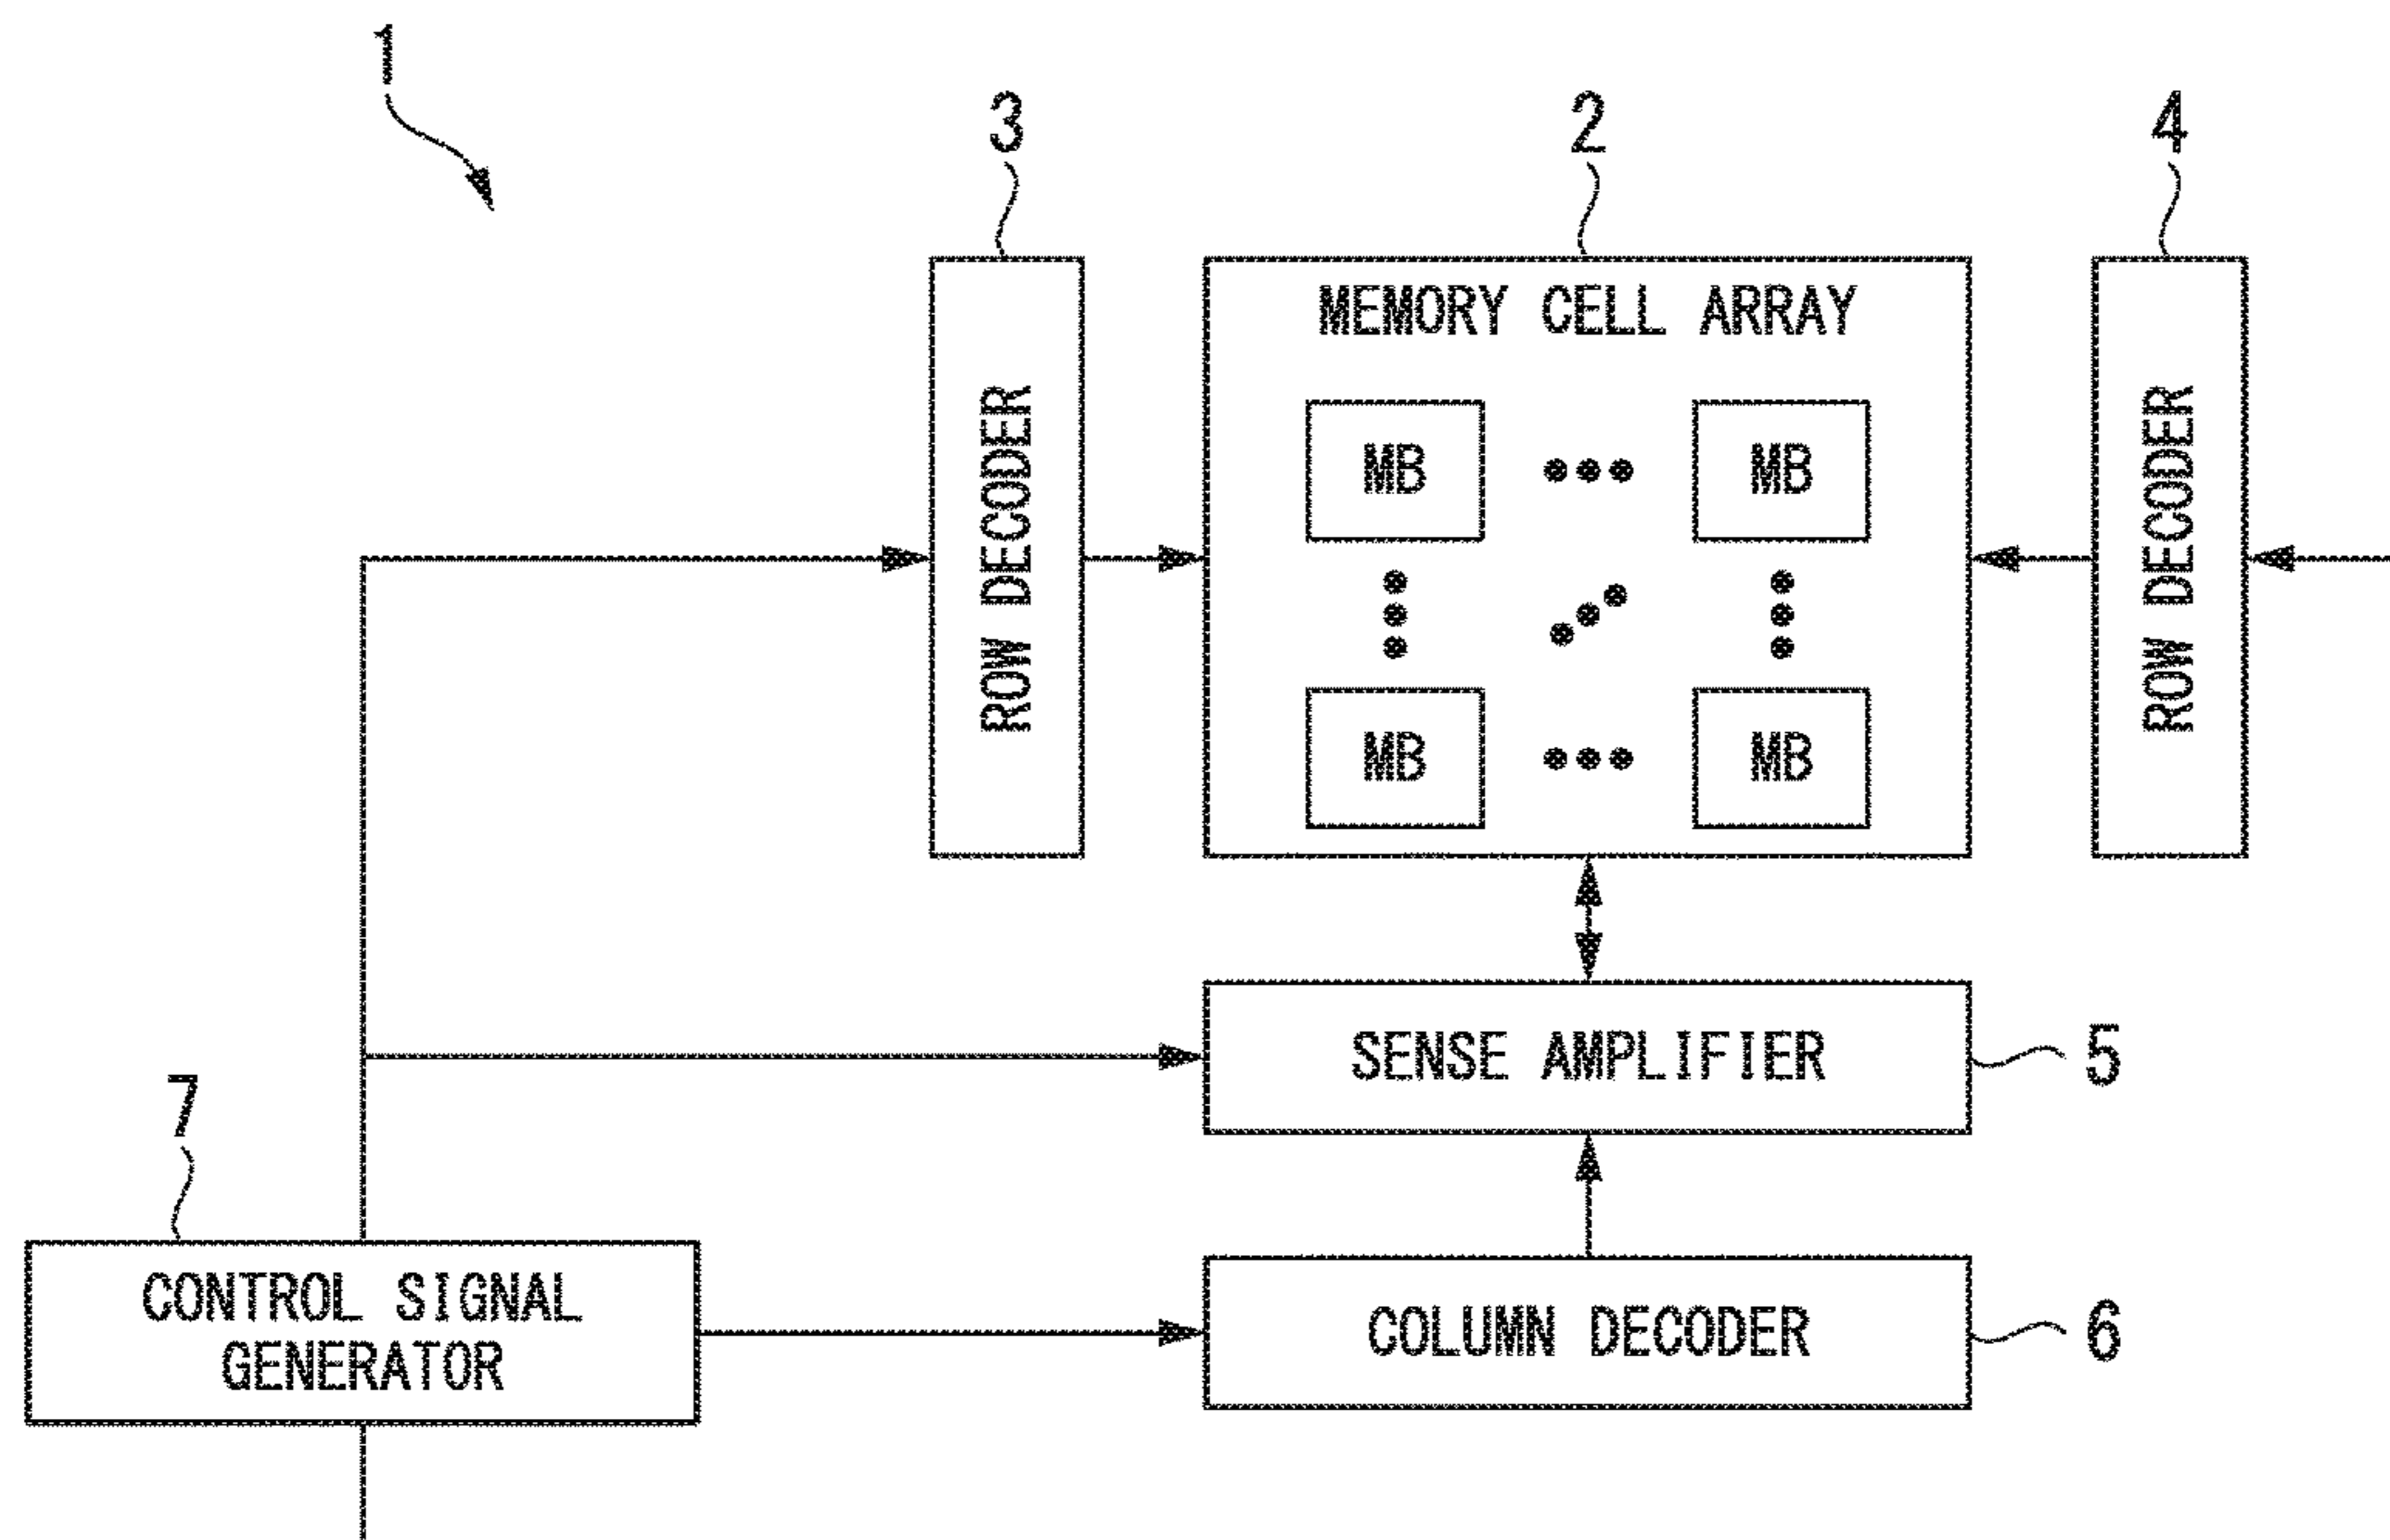 1
3
2
4
MEMORY CELL ARRAY
ROW DECODER
MB
MB
ROW DECODER
MB
MB
SENSE AMPLIFIER
5
7
CONTROL SIGNAL
GENERATOR
COLUMN DECODER
6